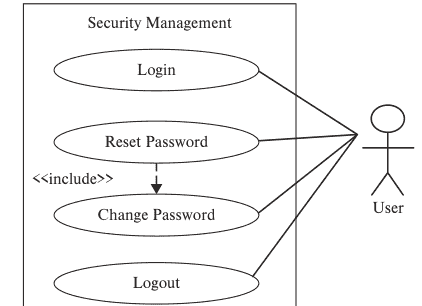 Security Management
Login
Reset Password
<<include>>
Change Password
User
Logout